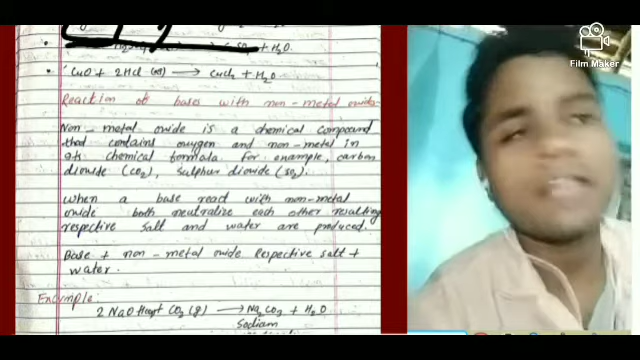 + H2O.
• CuO + 2HCl → CuCl2 + H2O
Reaction of bases with non-metal oxides
Non-metal oxide is a chemical compound
that contains oxygen and non-metal in
its chemical formula for example, carbon
dioxide (CO2), Sulphur dioxide (SO2).
When a base react with non-metal
oxide both neutralize each other resulting
respective salt and water are produced.
Base + non-metal oxide Respective salt +
water.
Example:
2 NaOH + CO2 (g) → Na2CO3 + H2O
Sodium
Film Maker